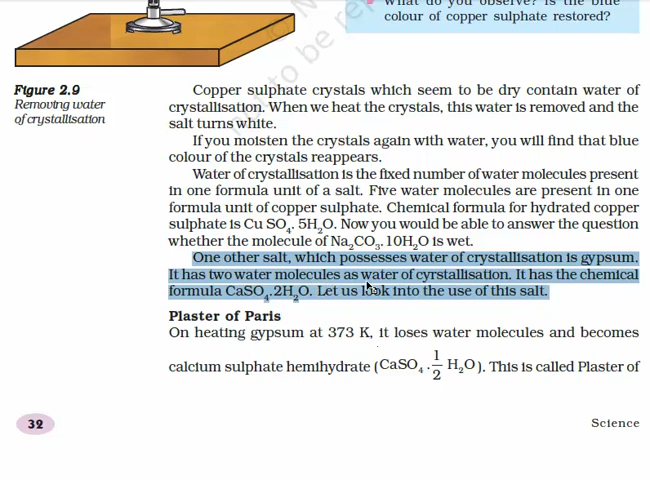 What do you observe? Is the blue
colour of copper sulphate restored?
Figure 2.9
Removing water
of crystallisation
Copper sulphate crystals which seem to be dry contain water of
crystallisation. When we heat the crystals, this water is removed and the
salt turns white.
If you moisten the crystals again with water, you will find that blue
colour of the crystals reappears.
Water of crystallisation is the fixed number of water molecules present
in one formula unit of a salt. Five water molecules are present in one
formula unit of copper sulphate. Chemical formula for hydrated copper
sulphate is Cu SO₄. 5H₂O. Now you would be able to answer the question
whether the molecule of Na₂CO₃.10H₂O is wet.
One other salt, which possesses water of crystallisation is gypsum.
It has two water molecules as water of cyrstallisation. It has the chemical
formula CaSO₄.2H₂O. Let us look into the use of this salt.
Plaster of Paris
On heating gypsum at 373 K, it loses water molecules and becomes
calcium sulphate hemihydrate (CaSO₄.1/2 H₂O). This is called Plaster of
32
Science